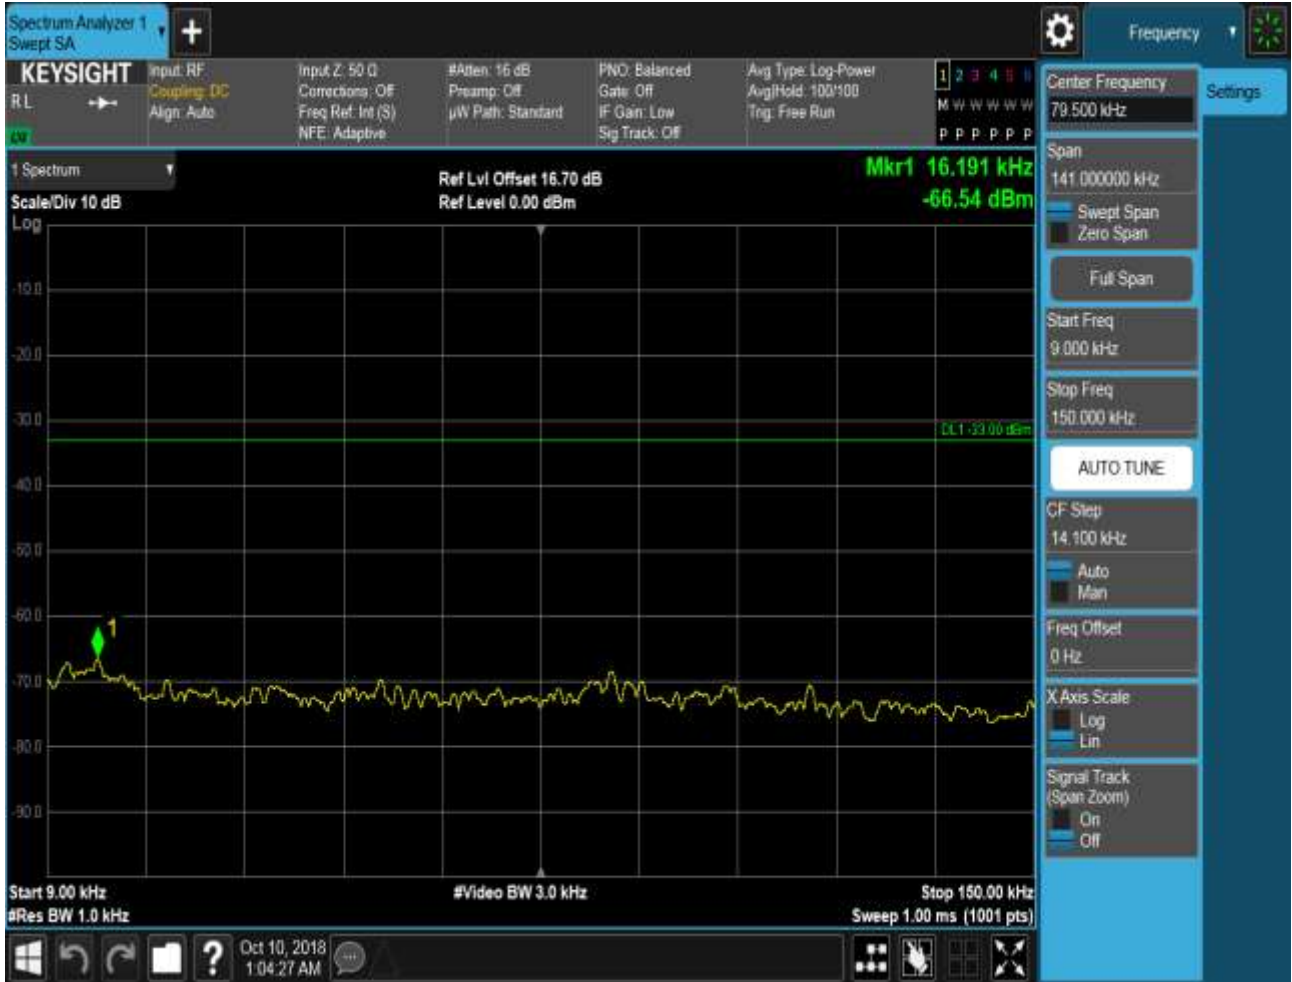 Spectrum Analyzer 1
Swept SA
Frequency
KEYSIGHT
R L
Input: RF
Coupling: DC
Align: Auto
Input Z: 50 Ω
Corrections: Off
Freq Ref: Int (S)
NFE: Adaptive
#Atten: 16 dB
Preamp: Off
µW Path: Standard
PNO: Balanced
Gate: Off
IF Gain: Low
Sig Track: Off
Avg Type: Log-Power
Avg|Hold: 100/100
Trig: Free Run
1 2 3 4 5 6
M W W W W W
P P P P P P
1 Spectrum
Scale/Div 10 dB
Log
Ref Lvl Offset 16.70 dB
Ref Level 0.00 dBm
Mkr1 16.191 kHz
-66.54 dBm
-10.0
-20.0
-30.0
DL1 -33.00 dBm
-40.0
-50.0
-60.0
1
-70.0
-80.0
-90.0
Start 9.00 kHz
#Res BW 1.0 kHz
#Video BW 3.0 kHz
Stop 150.00 kHz
Sweep 1.00 ms (1001 pts)
Center Frequency
79.500 kHz
Settings
Span
141.000000 kHz
Swept Span
Zero Span
Full Span
Start Freq
9.000 kHz
Stop Freq
150.000 kHz
AUTO TUNE
CF Step
14.100 kHz
Auto
Man
Freq Offset
0 Hz
X Axis Scale
Log
Lin
Signal Track
(Span Zoom)
On
Off
?
Oct 10, 2018
1:04:27 AM